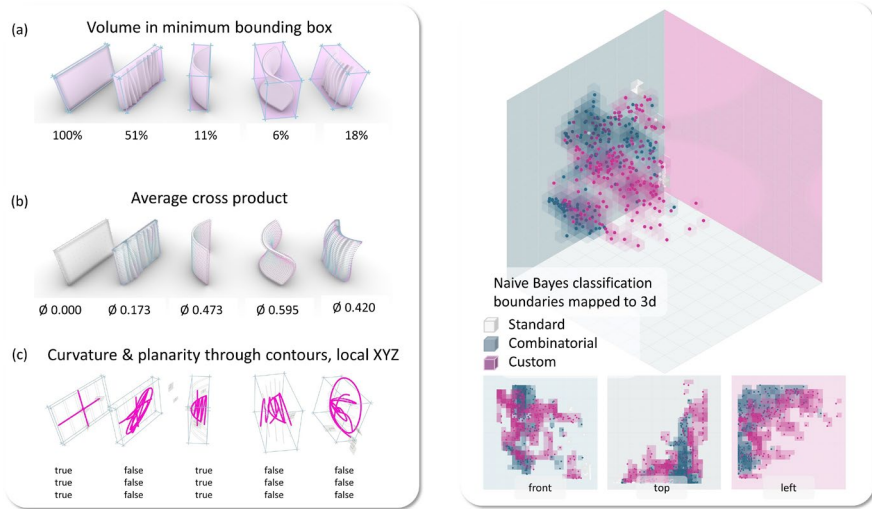 (a) Volume in minimum bounding box
100% 51% 11% 6% 18%
(b) Average cross product
Ø 0.000 Ø 0.173 Ø 0.473 Ø 0.595 Ø 0.420
(c) Curvature & planarity through contours, local XYZ
true false true false false
true false true false false
true false true false false
Naive Bayes classification
boundaries mapped to 3d
Standard
Combinatorial
Custom
front top left